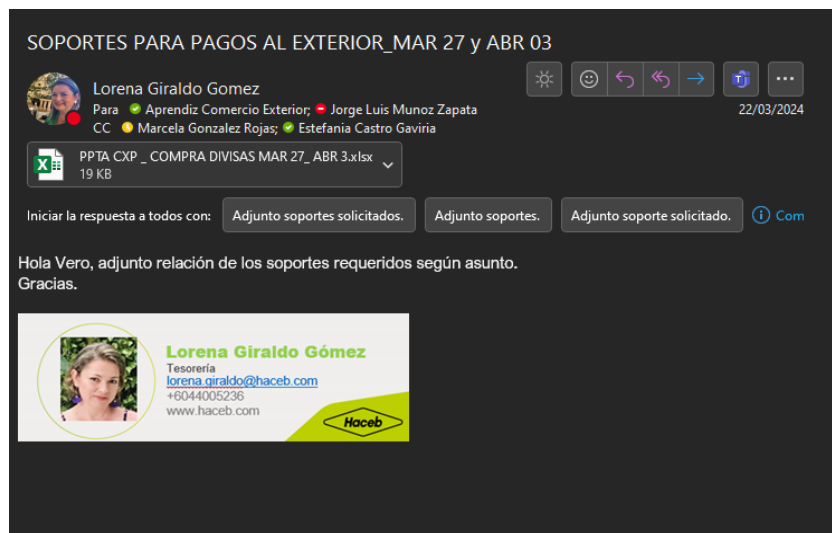 SOPORTES PARA PAGOS AL EXTERIOR_MAR 27 y ABR 03
Lorena Giraldo Gomez
Para Aprendiz Comercio Exterior; Jorge Luis Munoz Zapata
22/03/2024
CC Marcela Gonzalez Rojas; Estefania Castro Gaviria
PPTA CXP _ COMPRA DIVISAS MAR 27_ ABR 3.xlsx
19 KB
Iniciar la respuesta a todos con: Adjunto soportes solicitados. Adjunto soportes. Adjunto soporte solicitado. Com
Hola Vero, adjunto relación de los soportes requeridos según asunto.
Gracias.
Lorena Giraldo Gómez
Tesorería
lorena.giraldo@haceb.com
+6044005236
www.haceb.com
Haceb